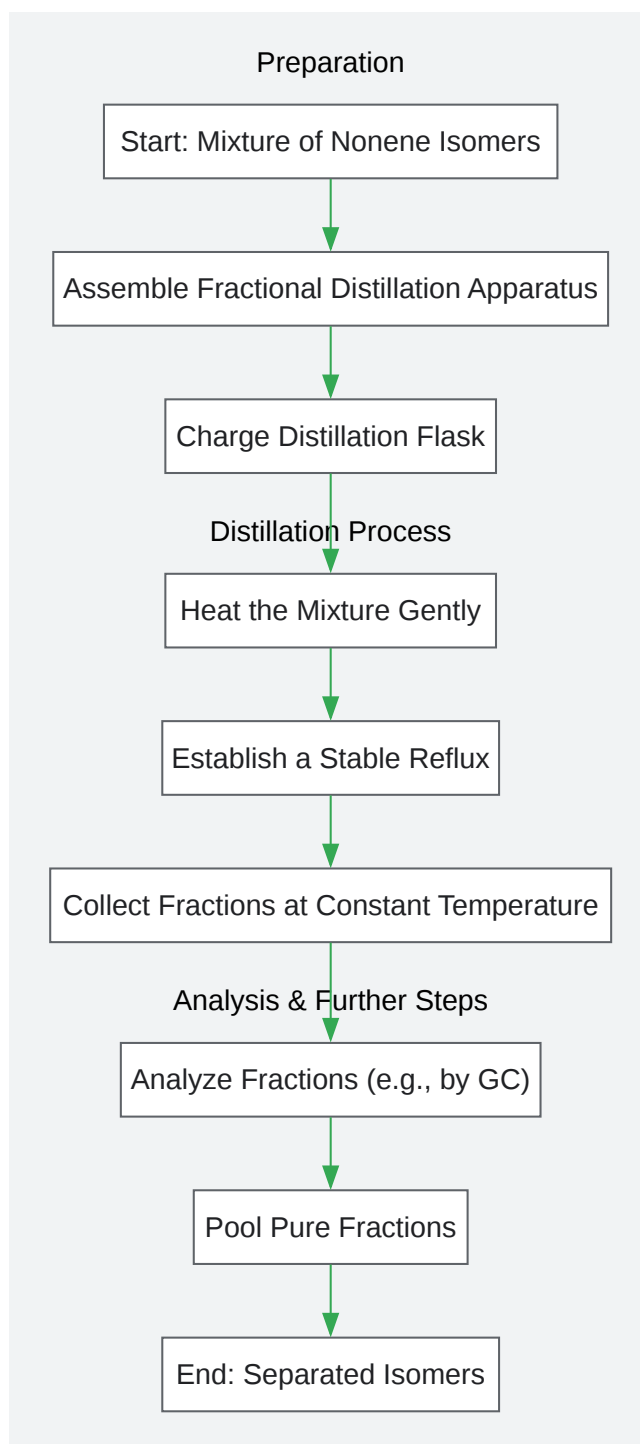 Preparation
Start: Mixture of Nonene Isomers
Assemble Fractional Distillation Apparatus
Charge Distillation Flask
Distillation Process
Heat the Mixture Gently
Establish a Stable Reflux
Collect Fractions at Constant Temperature
Analysis & Further Steps
Analyze Fractions (e.g., by GC)
Pool Pure Fractions
End: Separated Isomers